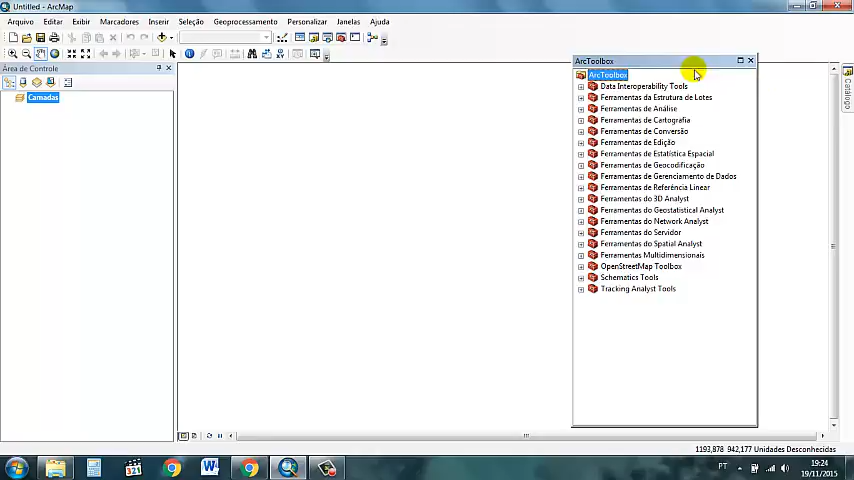 Untitled - ArcMap
Arquivo Editar Exibir Marcadores Inserir Seleção Geoprocessamento Personalizar Janelas Ajuda
Área de Controle
Camadas
ArcToolbox
ArcToolbox
Data Interoperability Tools
Ferramentas da Estrutura de Lotes
Ferramentas de Análise
Ferramentas de Cartografia
Ferramentas de Conversão
Ferramentas de Edição
Ferramentas de Estatística Espacial
Ferramentas de Geocodificação
Ferramentas de Gerenciamento de Dados
Ferramentas de Referência Linear
Ferramentas do 3D Analyst
Ferramentas do Geostatistical Analyst
Ferramentas do Network Analyst
Ferramentas do Servidor
Ferramentas do Spatial Analyst
Ferramentas Multidimensionais
OpenStreetMap Toolbox
Schematics Tools
Tracking Analyst Tools
Catálogo
1193,878 942,177 Unidades Desconhecidas
321
W
PT
19:24
19/11/2015